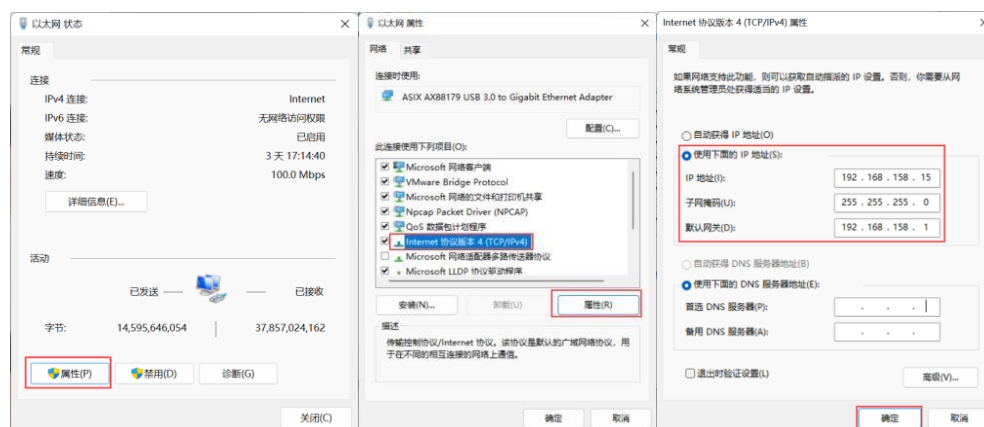 以太网 状态
常规
连接
IPv4 连接: Internet
IPv6 连接: 无网络访问权限
媒体状态: 已启用
持续时间: 3 天 17:14:40
速度: 100.0 Mbps
详细信息(E)...
活动
已发送 已接收
字节: 14,595,646,054 37,857,024,162
属性(P) 禁用(D) 诊断(G)
关闭(C)
以太网 属性
网络 共享
连接时使用:
ASIX AX88179 USB 3.0 to Gigabit Ethernet Adapter
配置(C)...
此连接使用下列项目(O):
Microsoft 网络客户端
VMware Bridge Protocol
Microsoft 网络的文件和打印机共享
Npcap Packet Driver (NPCAP)
QoS 数据包计划程序
Internet 协议版本 4 (TCP/IPv4)
Microsoft 网络适配器多路传送器协议
Microsoft LLDP 协议驱动程序
安装(N)... 卸载(U) 属性(R)
描述
传输控制协议/Internet 协议。该协议是默认的广域网络协议，用
于在不同的相互连接的网络上通信。
确定 取消
Internet 协议版本 4 (TCP/IPv4) 属性
常规
如果网络支持此功能，则可以获取自动指派的 IP 设置。否则，你需要从网
络系统管理员处获得适当的 IP 设置。
自动获得 IP 地址(O)
使用下面的 IP 地址(S):
IP 地址(I): 192 . 168 . 158 . 15
子网掩码(U): 255 . 255 . 255 . 0
默认网关(D): 192 . 168 . 158 . 1
自动获得 DNS 服务器地址(B)
使用下面的 DNS 服务器地址(E):
首选 DNS 服务器(P): . . .
备用 DNS 服务器(A): . . .
退出时验证设置(L)
高级(V)...
确定 取消